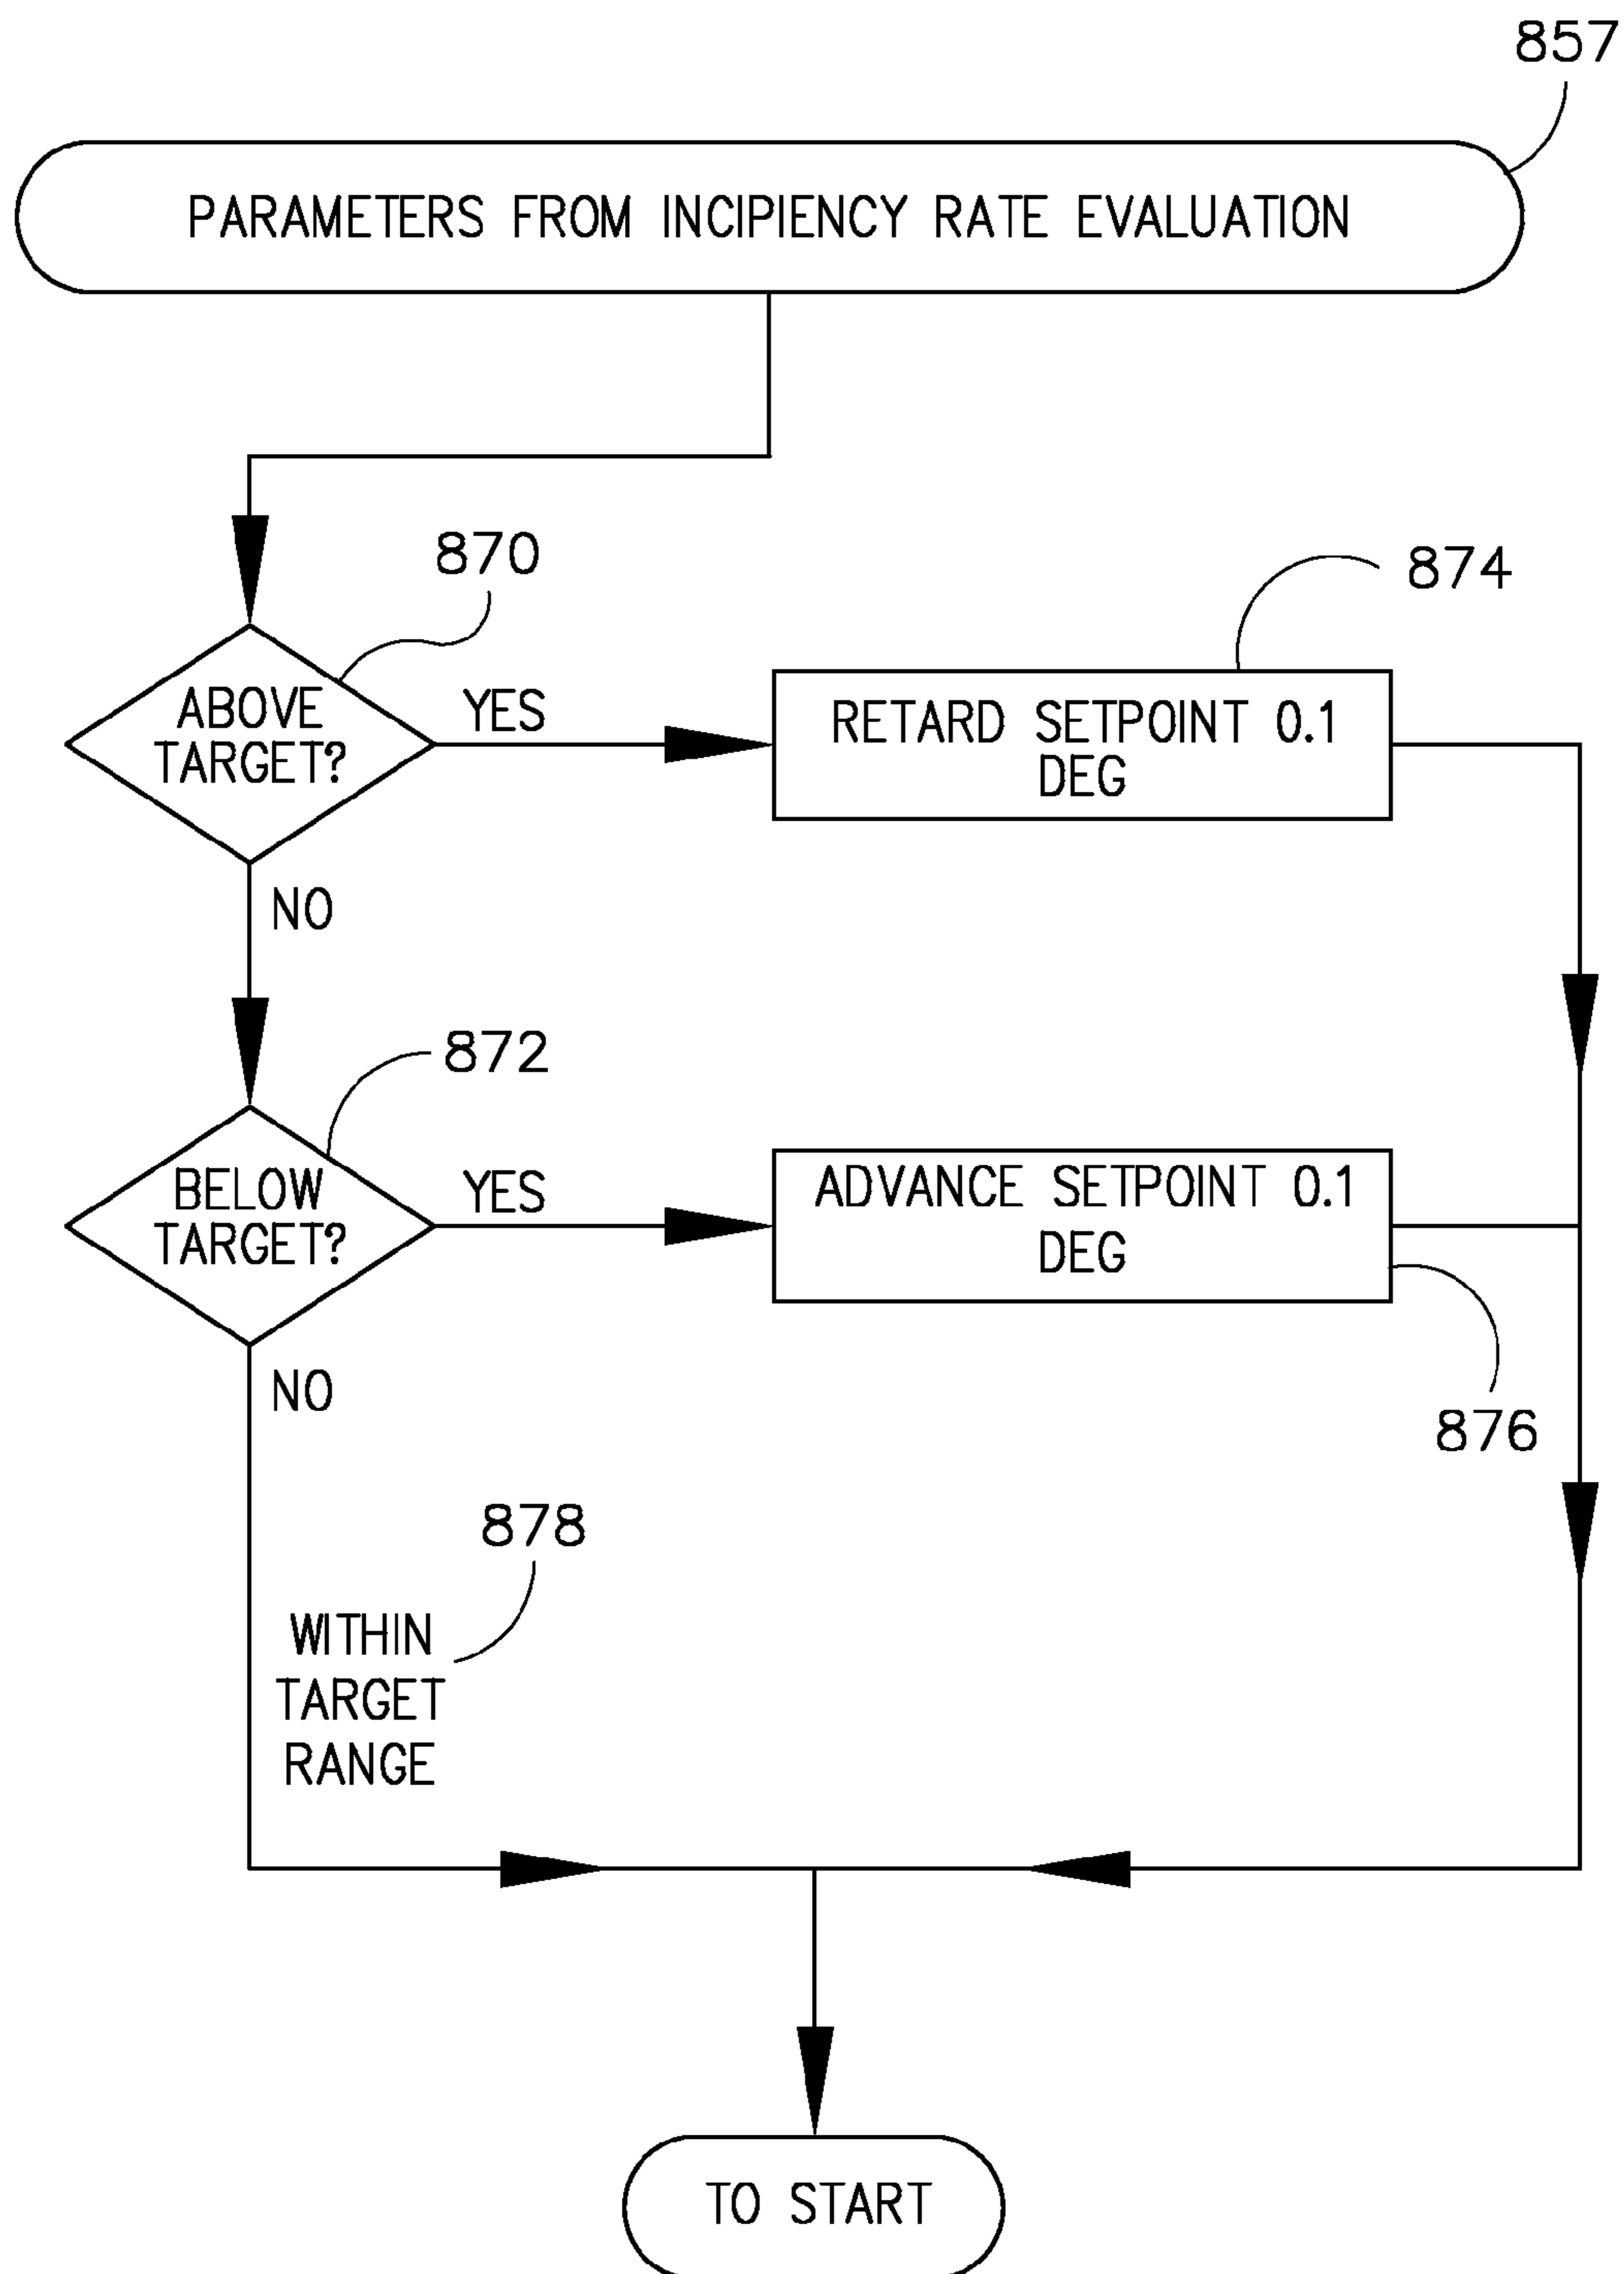 857
PARAMETERS FROM INCIPIENCY RATE EVALUATION
870
874
ABOVE
TARGET?
YES
RETARD SETPOINT 0.1
DEG
NO
872
BELOW
TARGET?
YES
ADVANCE SETPOINT 0.1
DEG
NO
876
878
WITHIN
TARGET
RANGE
TO START